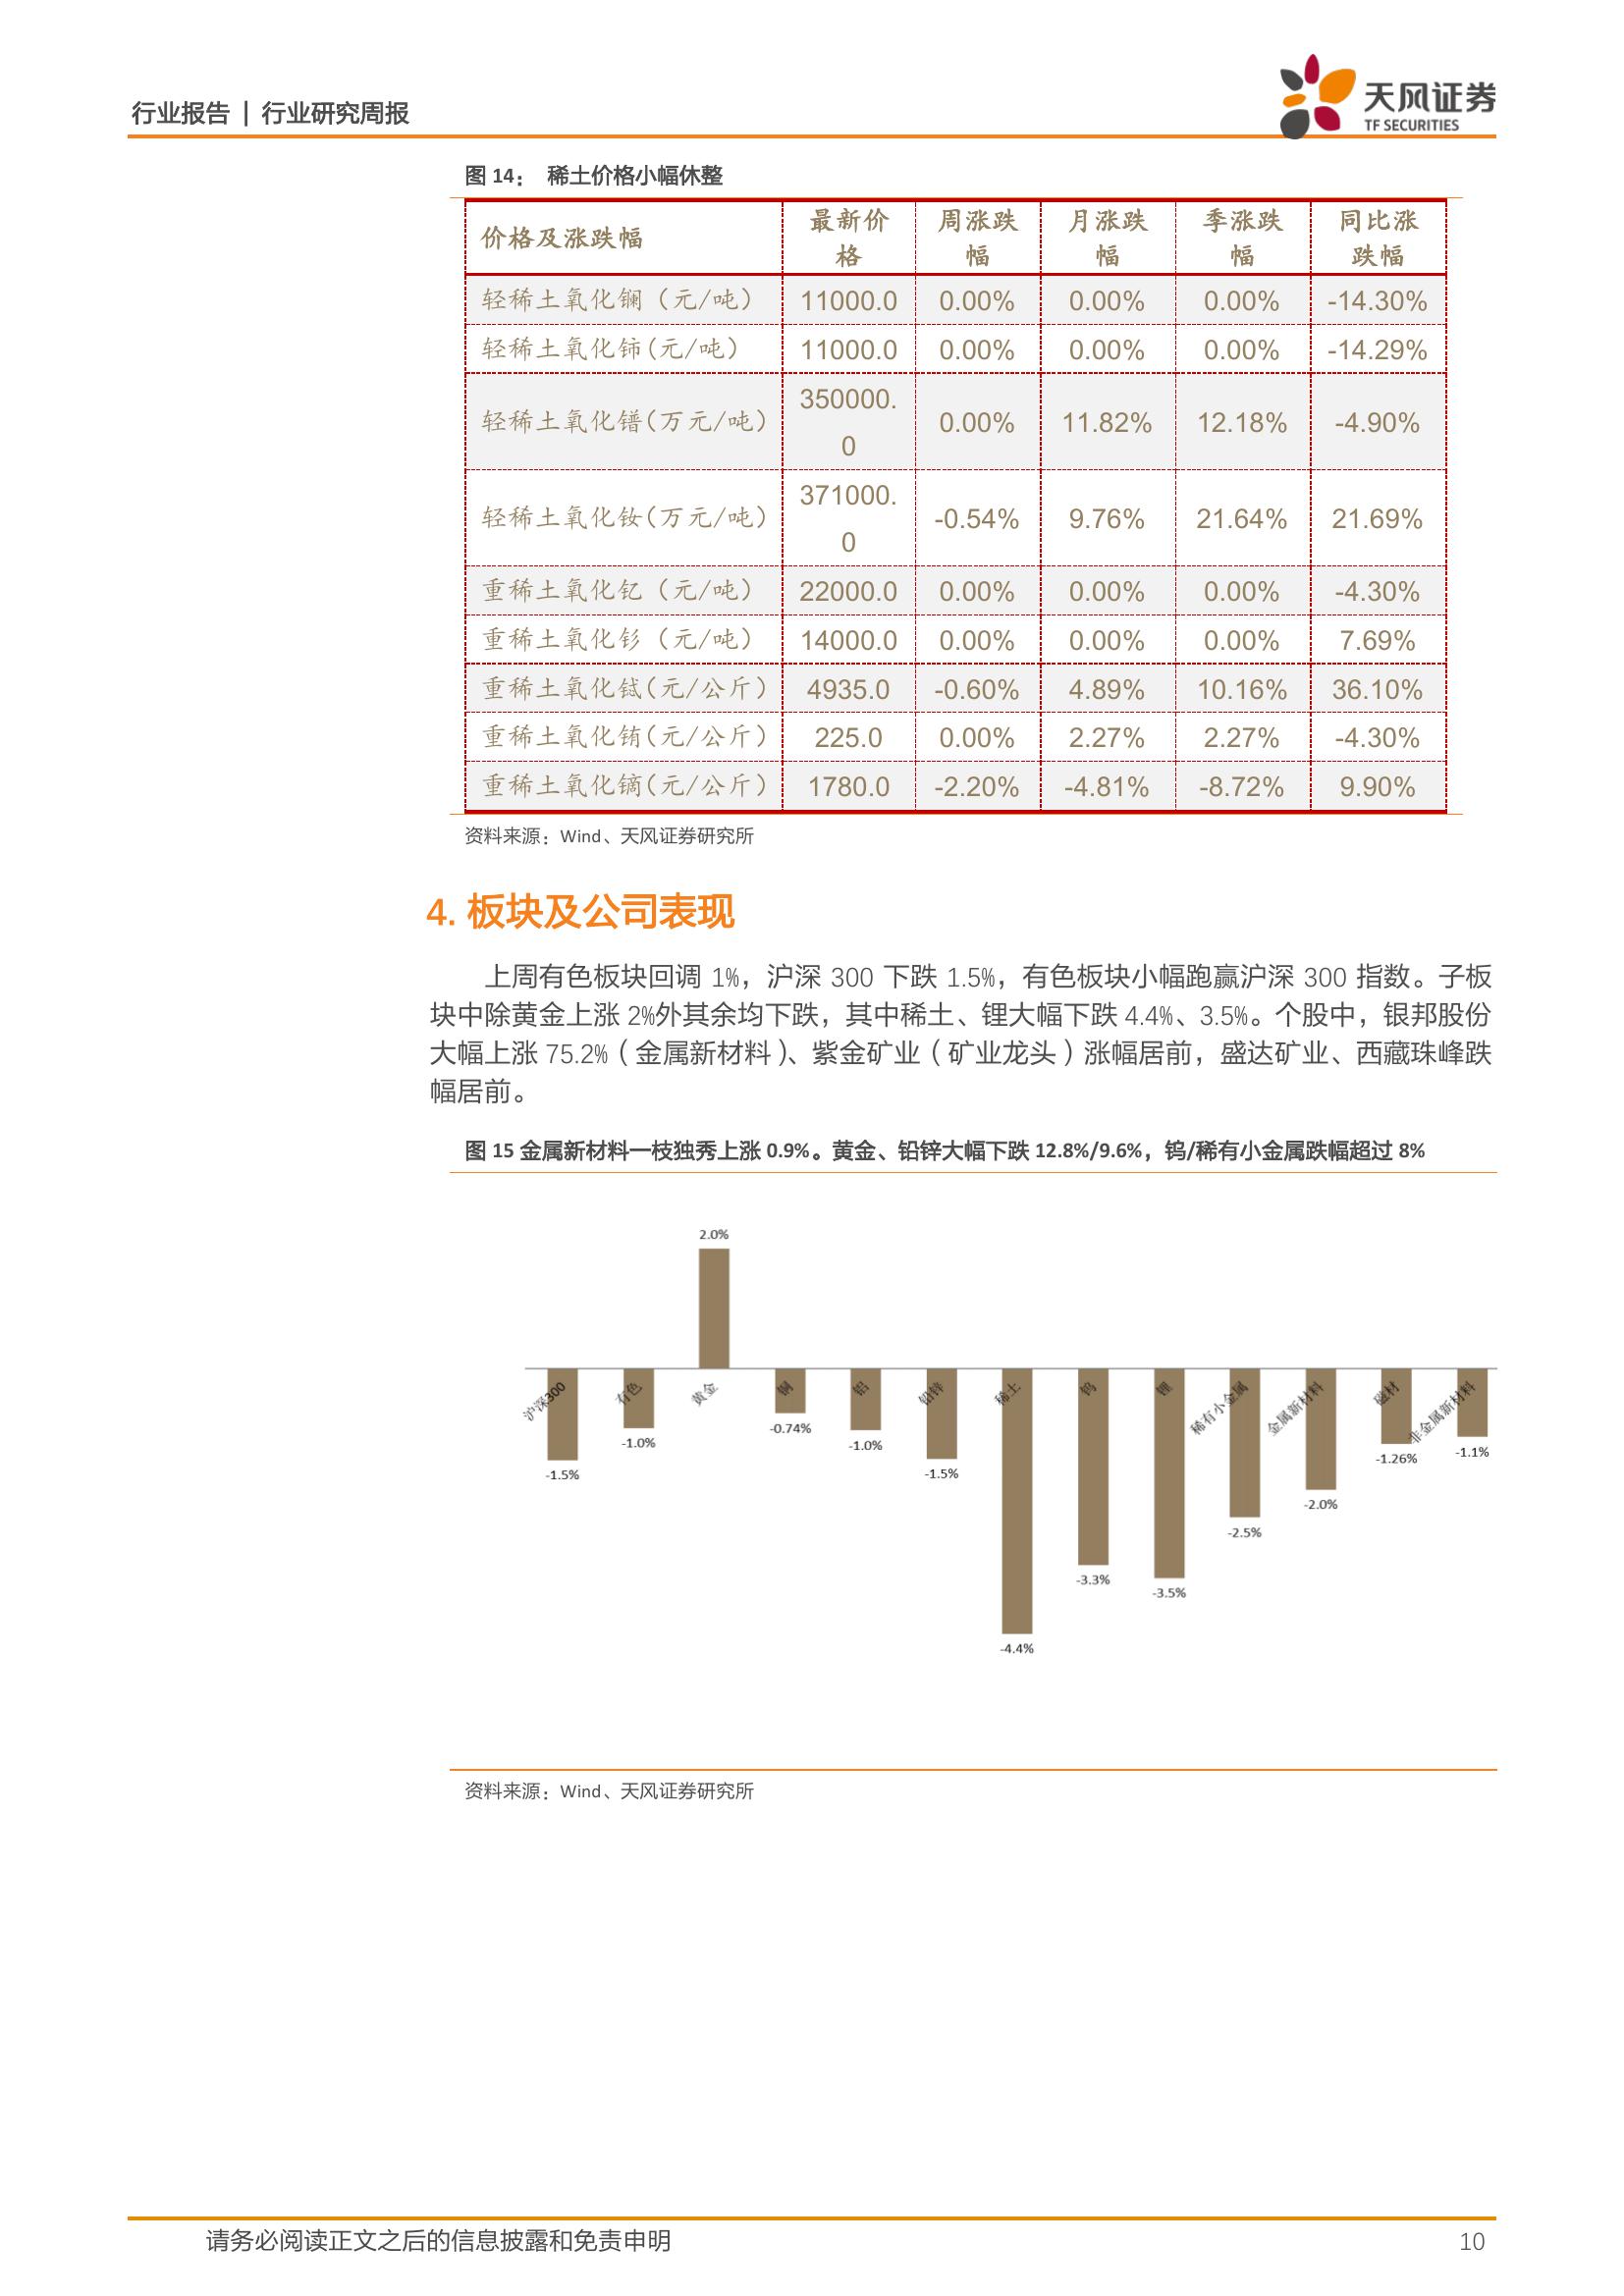 行业报告 | 行业研究周报
天风证券
TF SECURITIES
图 14： 稀土价格小幅休整
价格及涨跌幅 最新价格 周涨跌幅 月涨跌幅 季涨跌幅 同比涨跌幅
轻稀土氧化镧（元/吨） 11000.0 0.00% 0.00% 0.00% -14.30%
轻稀土氧化铈(元/吨） 11000.0 0.00% 0.00% 0.00% -14.29%
轻稀土氧化镨(万元/吨） 350000.0 0.00% 11.82% 12.18% -4.90%
轻稀土氧化钕(万元/吨） 371000.0 -0.54% 9.76% 21.64% 21.69%
重稀土氧化钇（元/吨） 22000.0 0.00% 0.00% 0.00% -4.30%
重稀土氧化钐（元/吨） 14000.0 0.00% 0.00% 0.00% 7.69%
重稀土氧化铽(元/公斤） 4935.0 -0.60% 4.89% 10.16% 36.10%
重稀土氧化铕(元/公斤） 225.0 0.00% 2.27% 2.27% -4.30%
重稀土氧化镝(元/公斤） 1780.0 -2.20% -4.81% -8.72% 9.90%
资料来源：Wind、天风证券研究所
4. 板块及公司表现
上周有色板块回调 1%，沪深 300 下跌 1.5%，有色板块小幅跑赢沪深 300 指数。子板
块中除黄金上涨 2%外其余均下跌，其中稀土、锂大幅下跌 4.4%、3.5%。个股中，银邦股份
大幅上涨 75.2%（金属新材料）、紫金矿业（矿业龙头）涨幅居前，盛达矿业、西藏珠峰跌
幅居前。
图 15 金属新材料一枝独秀上涨 0.9%。黄金、铅锌大幅下跌 12.8%/9.6%，钨/稀有小金属跌幅超过 8%
2.0%
沪深300 有色 黄金 铜 铝 铅锌 稀土 钨 锂 稀有小金属 金属新材料 磁材 非金属新材料
-1.5% -1.0% -0.74% -1.0% -1.5% -4.4% -3.3% -3.5% -2.5% -2.0% -1.26% -1.1%
资料来源：Wind、天风证券研究所
请务必阅读正文之后的信息披露和免责申明 10